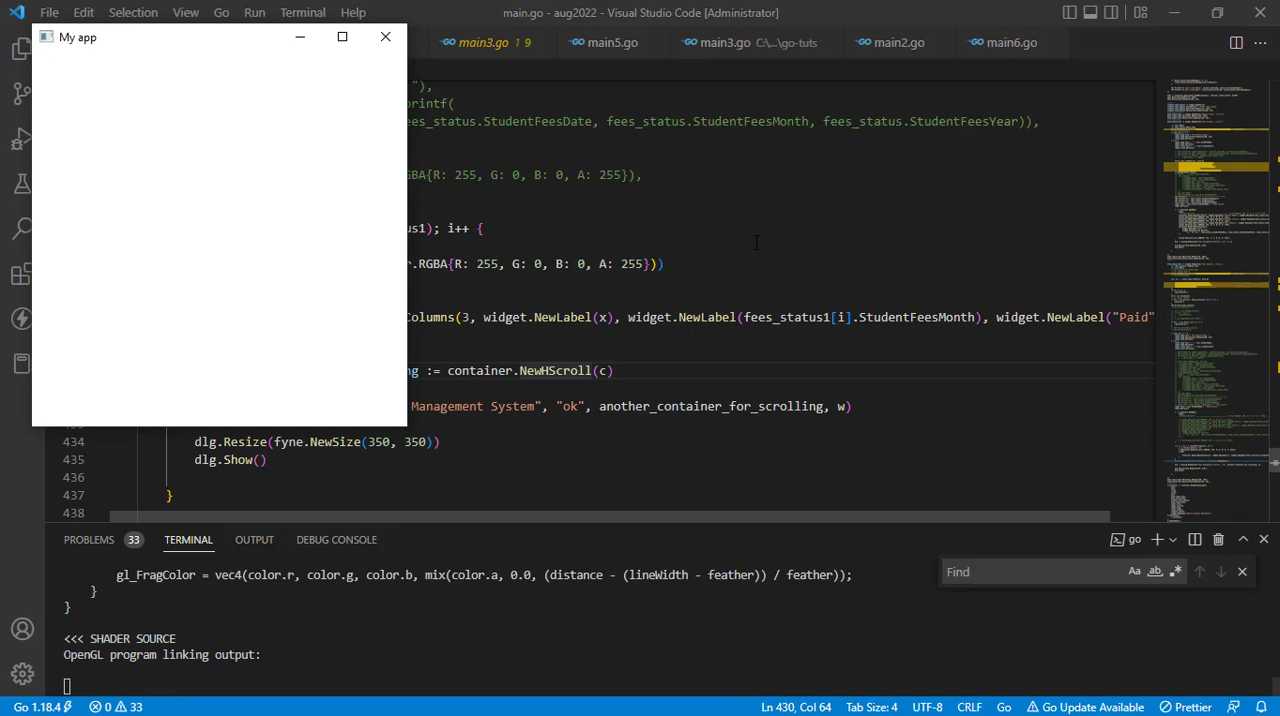 File Edit Selection View Go Run Terminal Help
main.go - aug2022 - Visual Studio Code [Administrator]
My app
main3.go 1 9
main5.go
main3.go C:\...\go-tuts
main2.go
main6.go
"),
printf(
ees_status.StudentFeesDate, fees_status.StudentFeesMonth, fees_status.StudentFeesYear)),
GBA{R: 255, G: 0, B: 0, A: 255}),
us1); i++ {
r.RGBA{R: 255, G: 0, B: 0, A: 255}))
Columns(3, widget.NewLabel(x), widget.NewLabel(fees_status1[i].StudentFeesMonth), widget.NewLabel("Paid"
ng := container.NewHScroll(c)
Management System", "ok", another_container_for_scrolling, w)
434 dlg.Resize(fyne.NewSize(350, 350))
435 dlg.Show()
436
437 }
438
PROBLEMS 33 TERMINAL OUTPUT DEBUG CONSOLE
go
gl_FragColor = vec4(color.r, color.g, color.b, mix(color.a, 0.0, (distance - (lineWidth - feather)) / feather));
}
}
Find
Aa ab
<<< SHADER SOURCE
OpenGL program linking output:
Go 1.18.4 0 33
Ln 430, Col 64 Tab Size: 4 UTF-8 CRLF Go Go Update Available Prettier